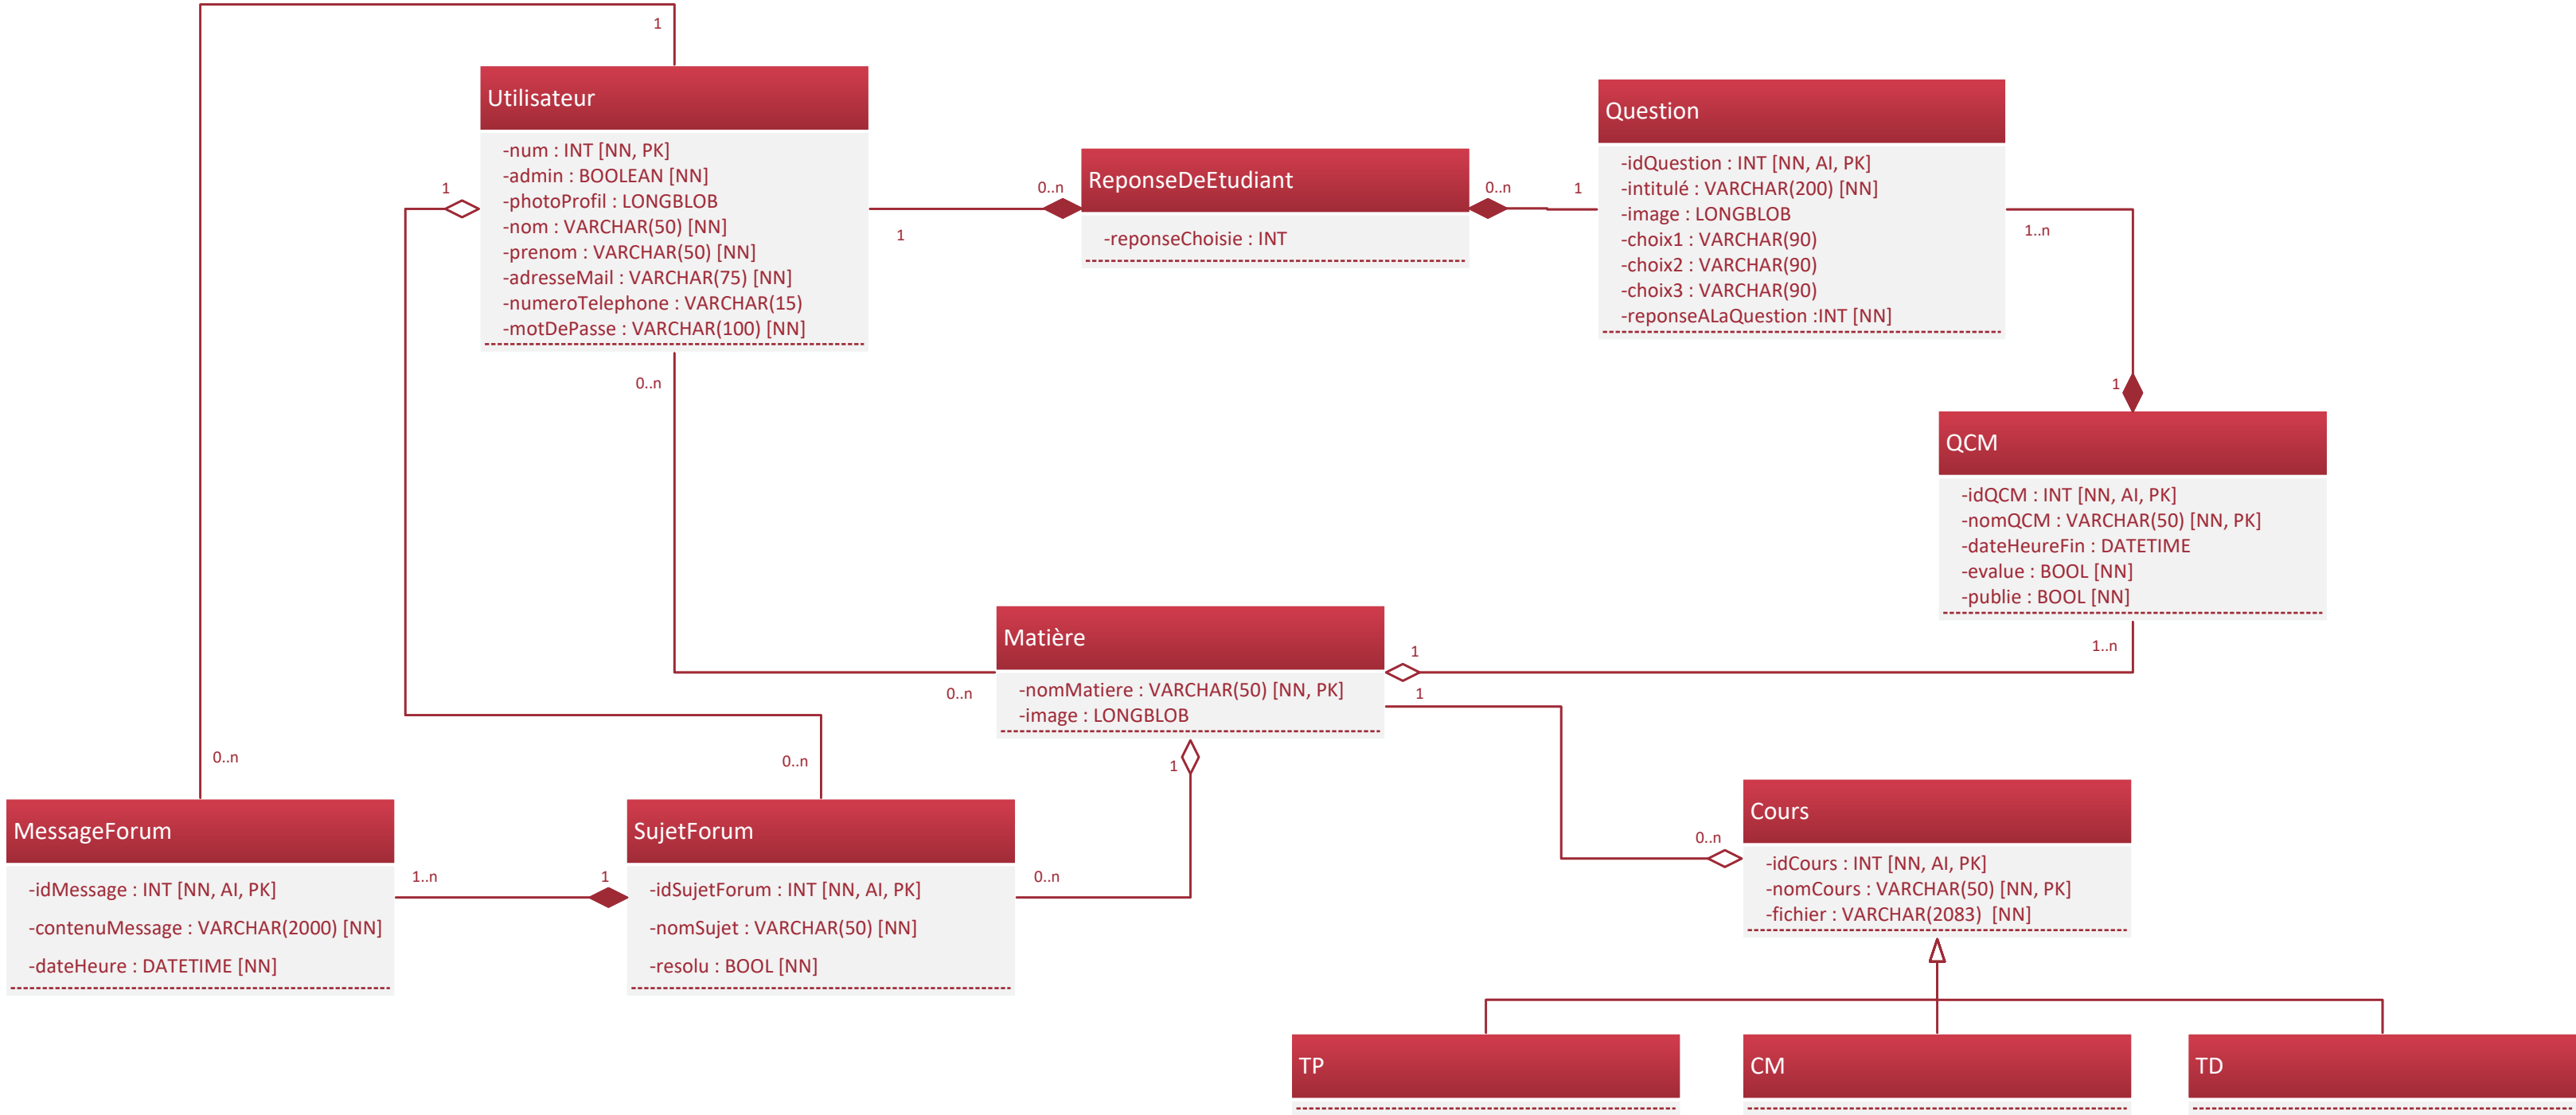 1
Utilisateur
-num : INT [NN, PK]
-admin : BOOLEAN [NN]
-photoProfil : LONGBLOB
-nom : VARCHAR(50) [NN]
-prenom : VARCHAR(50) [NN]
-adresseMail : VARCHAR(75) [NN]
-numeroTelephone : VARCHAR(15)
-motDePasse : VARCHAR(100) [NN]
1
1
0..n
0..n
ReponseDeEtudiant
-reponseChoisie : INT
0..n
1
Question
-idQuestion : INT [NN, AI, PK]
-intitulé : VARCHAR(200) [NN]
-image : LONGBLOB
-choix1 : VARCHAR(90)
-choix2 : VARCHAR(90)
-choix3 : VARCHAR(90)
-reponseALaQuestion :INT [NN]
1..n
1
QCM
-idQCM : INT [NN, AI, PK]
-nomQCM : VARCHAR(50) [NN, PK]
-dateHeureFin : DATETIME
-evalue : BOOL [NN]
-publie : BOOL [NN]
1..n
Matière
-nomMatiere : VARCHAR(50) [NN, PK]
-image : LONGBLOB
0..n
1
1
1
0..n
0..n
MessageForum
-idMessage : INT [NN, AI, PK]
-contenuMessage : VARCHAR(2000) [NN]
-dateHeure : DATETIME [NN]
1..n
1
SujetForum
-idSujetForum : INT [NN, AI, PK]
-nomSujet : VARCHAR(50) [NN]
-resolu : BOOL [NN]
0..n
0..n
Cours
-idCours : INT [NN, AI, PK]
-nomCours : VARCHAR(50) [NN, PK]
-fichier : VARCHAR(2083) [NN]
TP
CM
TD